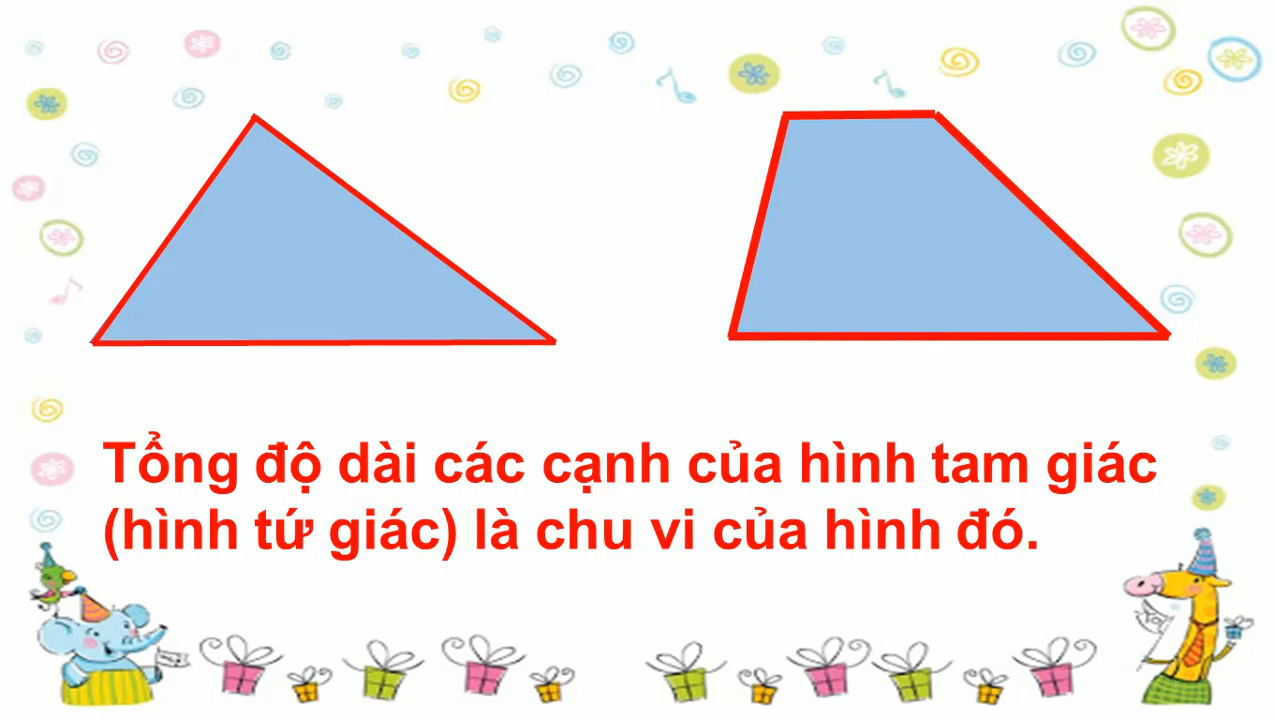 Tổng độ dài các cạnh của hình tam giác
(hình tứ giác) là chu vi của hình đó.